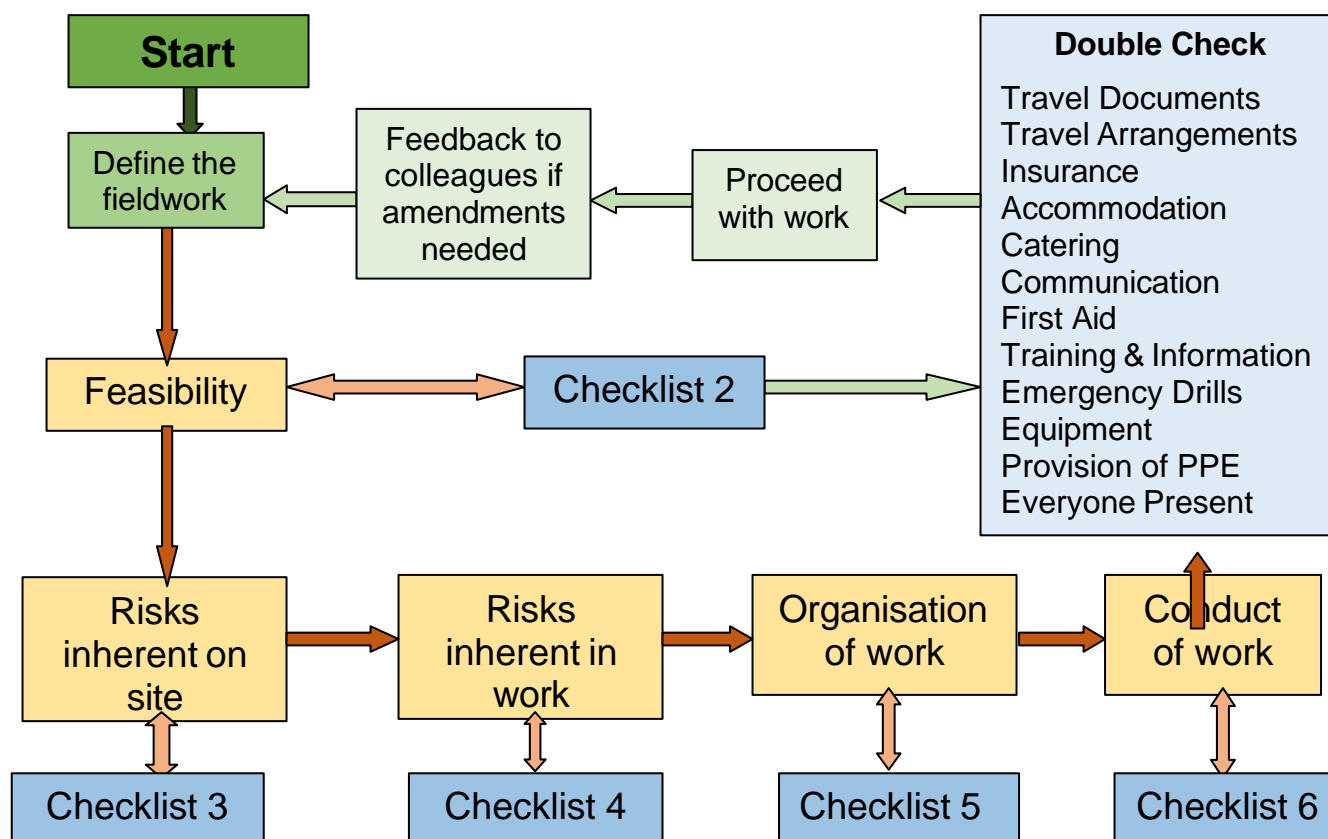 Start
Define the
fieldwork
Feedback to
colleagues if
amendments
needed
Proceed
with work
Double Check
Travel Documents
Travel Arrangements
Insurance
Accommodation
Catering
Communication
First Aid
Training & Information
Emergency Drills
Equipment
Provision of PPE
Everyone Present
Feasibility
Checklist 2
Risks
inherent on
site
Risks
inherent in
work
Organisation
of work
Conduct
of work
Checklist 3
Checklist 4
Checklist 5
Checklist 6